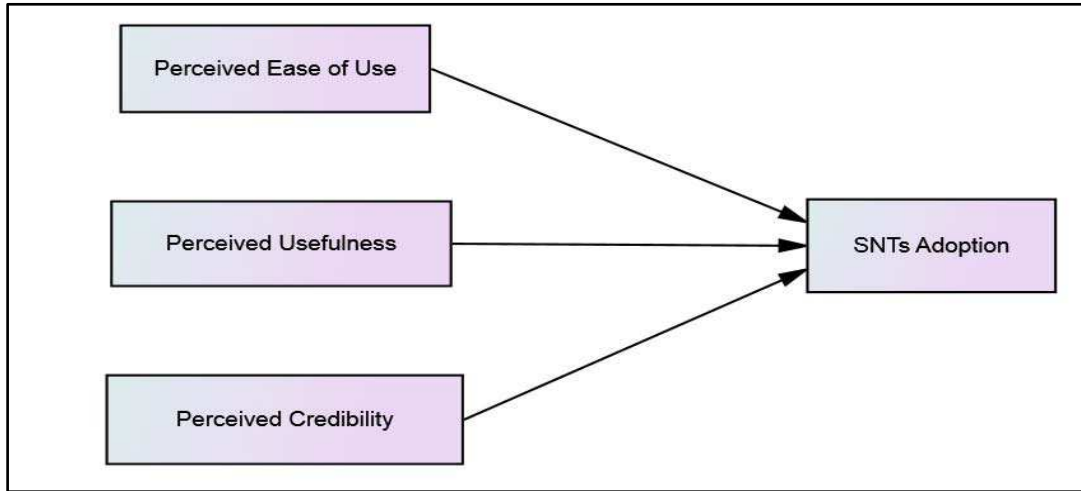 Perceived Ease of Use
Perceived Usefulness
SNTs Adoption
Perceived Credibility